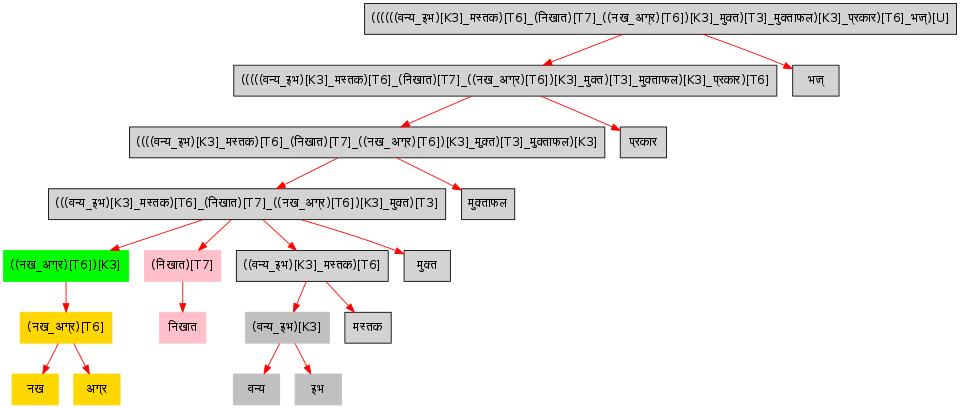 ((((((वन्य_इभ)[K3]_मस्तक)[T6]_(निखात)[T7]_((नख_अग्र)[T6])[K3]_मुक्त)[T3]_मुक्ताफल)[K3]_प्रकार)[T6]_भज्)[U]
(((((वन्य_इभ)[K3]_मस्तक)[T6]_(निखात)[T7]_((नख_अग्र)[T6])[K3]_मुक्त)[T3]_मुक्ताफल)[K3]_प्रकार)[T6]
भज्
((((वन्य_इभ)[K3]_मस्तक)[T6]_(निखात)[T7]_((नख_अग्र)[T6])[K3]_मुक्त)[T3]_मुक्ताफल)[K3]
प्रकार
(((वन्य_इभ)[K3]_मस्तक)[T6]_(निखात)[T7]_((नख_अग्र)[T6])[K3]_मुक्त)[T3]
मुक्ताफल
((नख_अग्र)[T6])[K3]
(निखात)[T7]
((वन्य_इभ)[K3]_मस्तक)[T6]
मुक्त
(नख_अग्र)[T6]
निखात
(वन्य_इभ)[K3]
मस्तक
नख
अग्र
वन्य
इभ